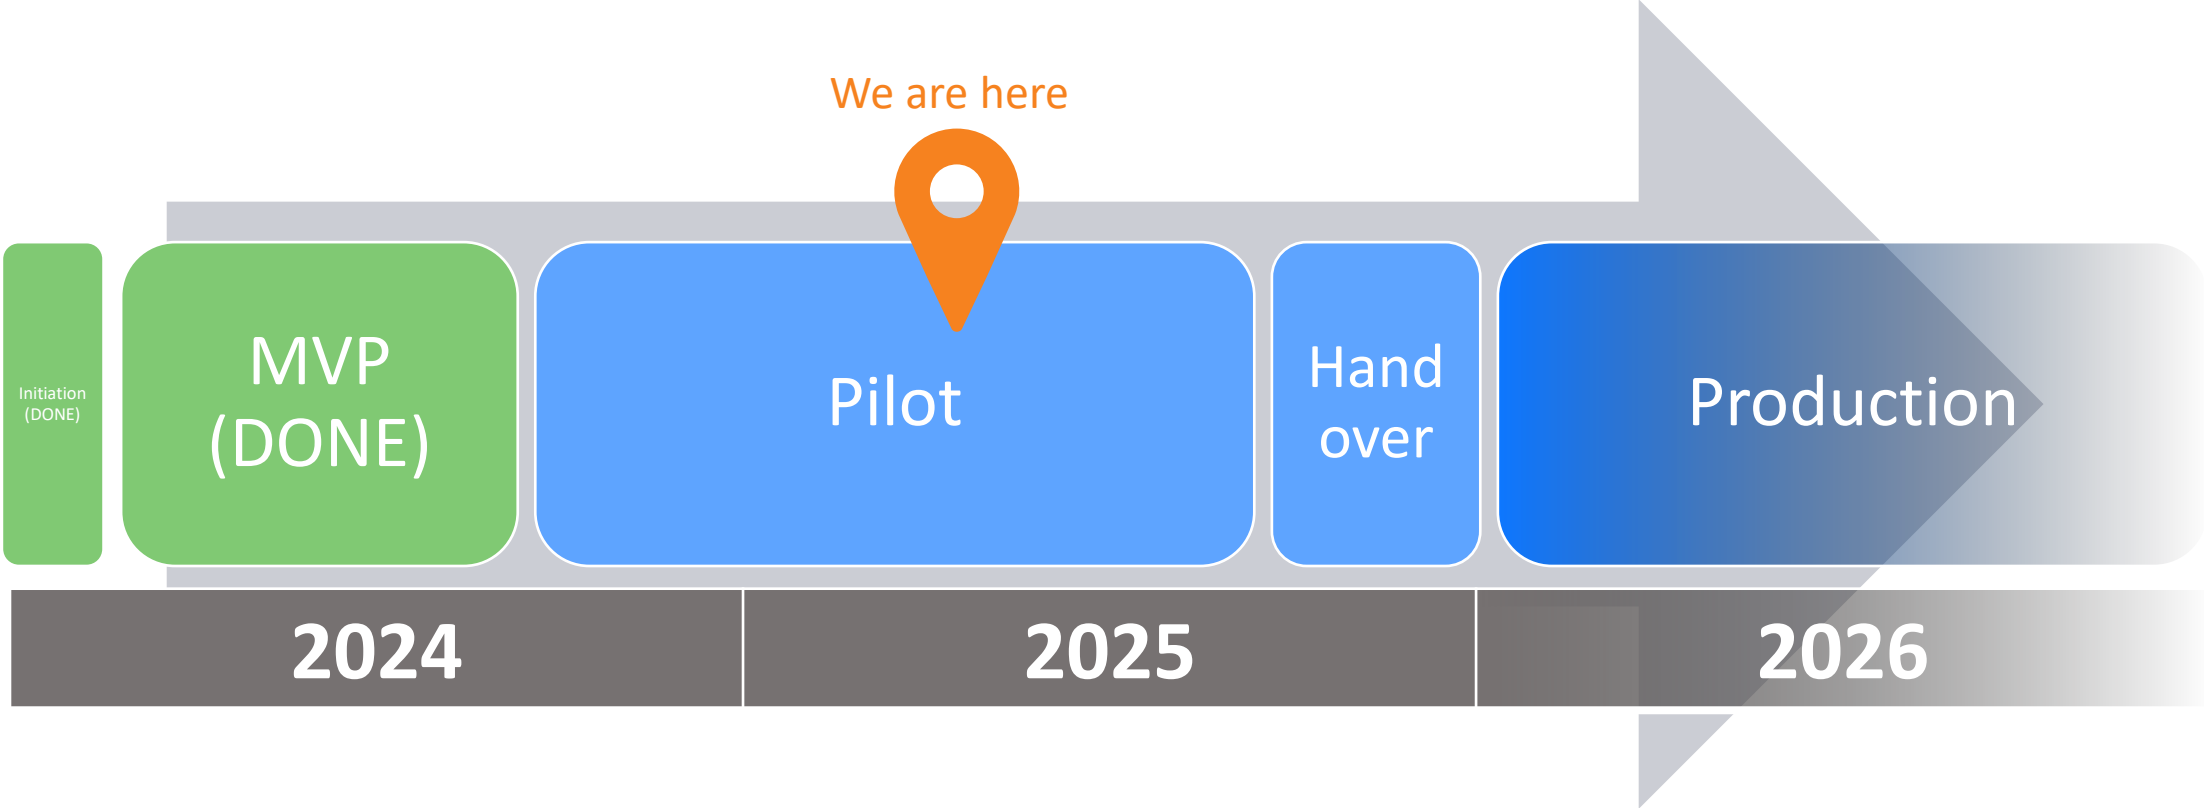 We are here
Initiation
(DONE)
MVP
(DONE)
Pilot
Hand
over
Production
2024
2025
2026